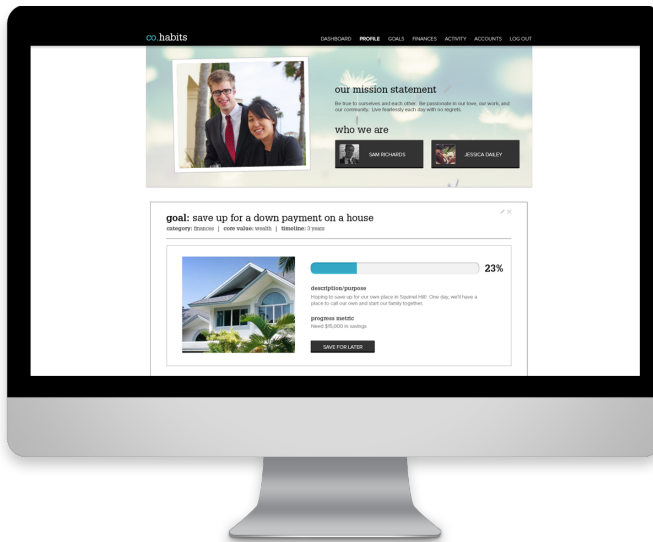 co.habits
DASHBOARD PROFILE GOALS FINANCES ACTIVITY ACCOUNTS LOG OUT
our mission statement
Be true to ourselves and each other. Be passionate in our love, our work, and
our community. Live fearlessly each day with no regrets.
who we are
SAM RICHARDS
JESSICA DAILEY
goal: save up for a down payment on a house
category: finances | core value: wealth | timeline: 3 years
23%
description/purpose
Hoping to save up for our own place in Squirrel Hill. One day, we'll have a
place to call our own and start our family together.
progress metric
Need $15,000 in savings
SAVE FOR LATER